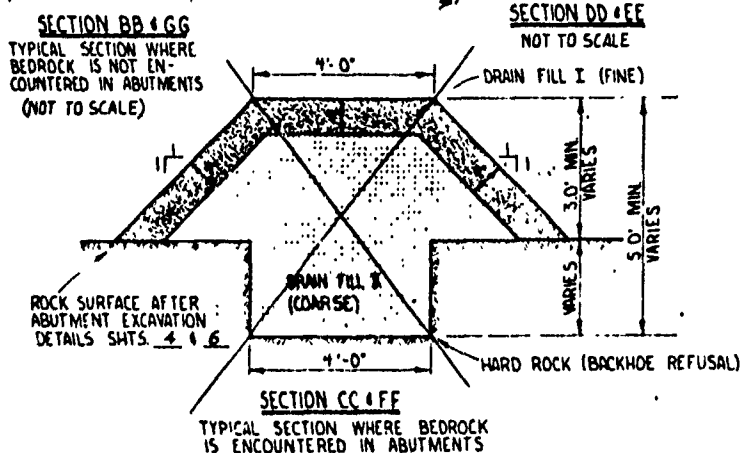 SECTION BB & GG
TYPICAL SECTION WHERE
BEDROCK IS NOT EN-
COUNTERED IN ABUTMENTS
(NOT TO SCALE)
SECTION DD & EE
NOT TO SCALE
4'-0"
DRAIN FILL I (FINE)
1
1
3.0' MIN.
VARIES
5.0' MIN.
VARIES
VARIES
DRAIN FILL II
(COARSE)
ROCK SURFACE AFTER
ABUTMENT EXCAVATION
DETAILS SHTS. 4 & 6
4'-0"
HARD ROCK (BACKHOE REFUSAL)
SECTION CC & FF
TYPICAL SECTION WHERE BEDROCK
IS ENCOUNTERED IN ABUTMENTS